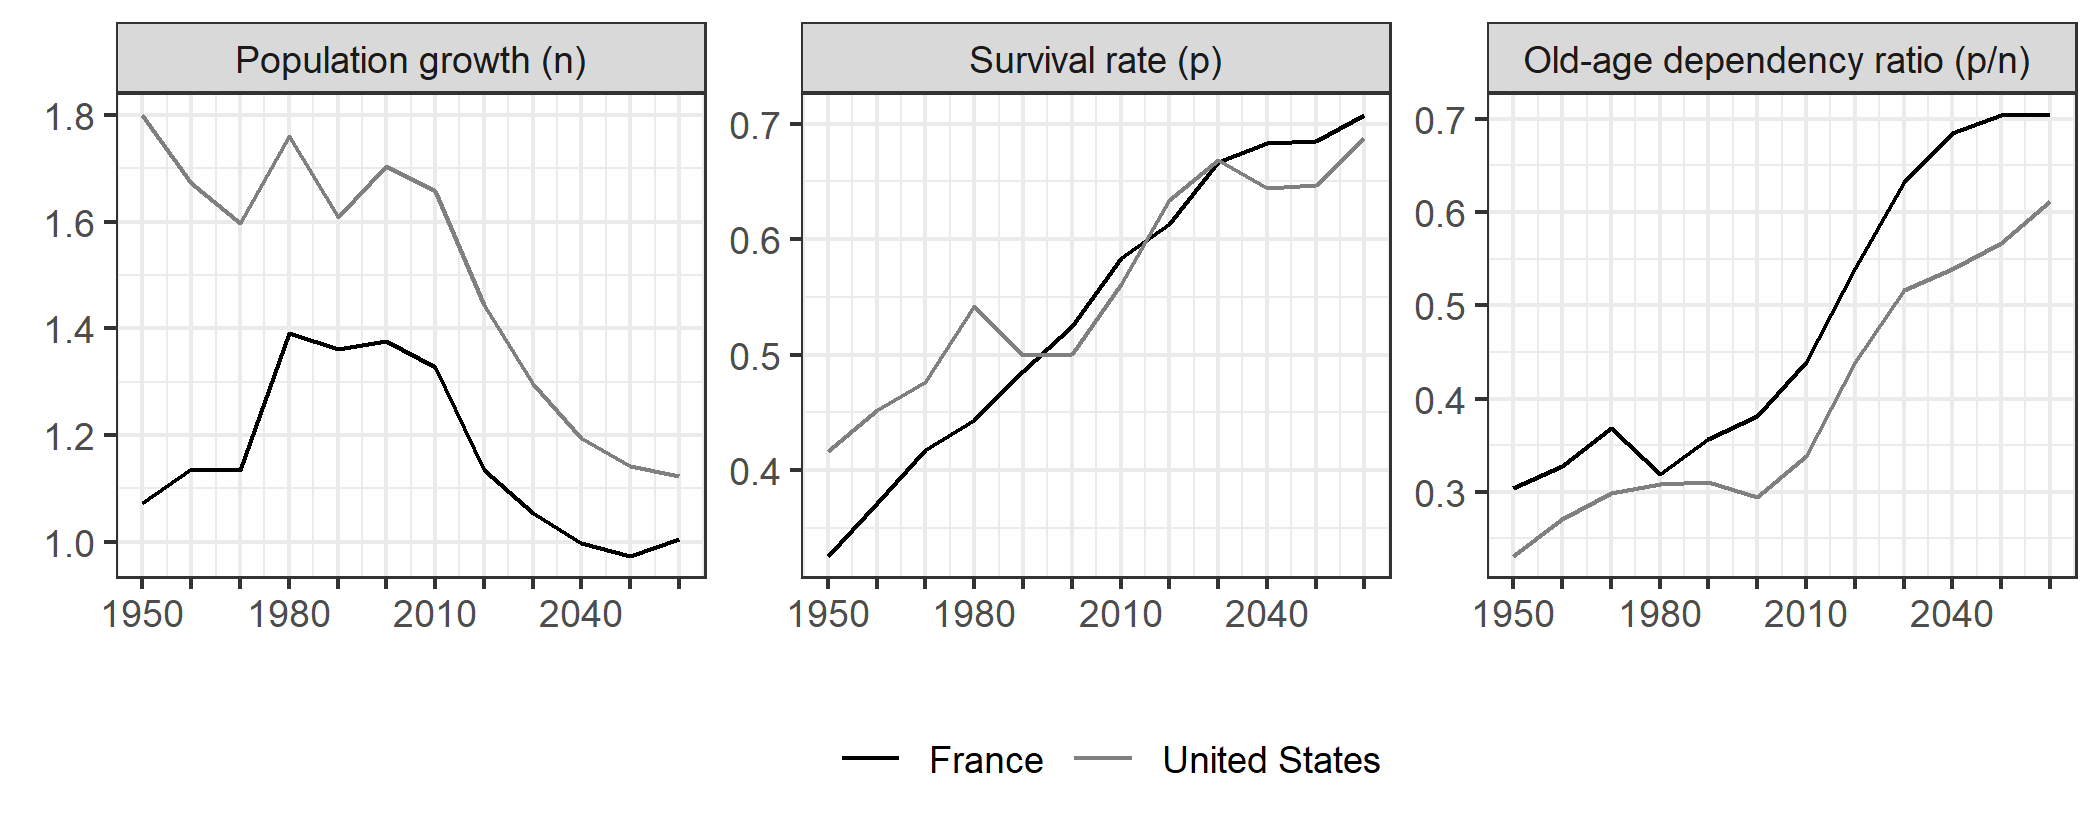 Population growth (n)
Survival rate (p)
Old-age dependency ratio (p/n)
1.8
1.6
1.4
1.2
1.0
0.7
0.6
0.5
0.4
0.7
0.6
0.5
0.4
0.3
1950 1980 2010 2040
1950 1980 2010 2040
1950 1980 2010 2040
France United States